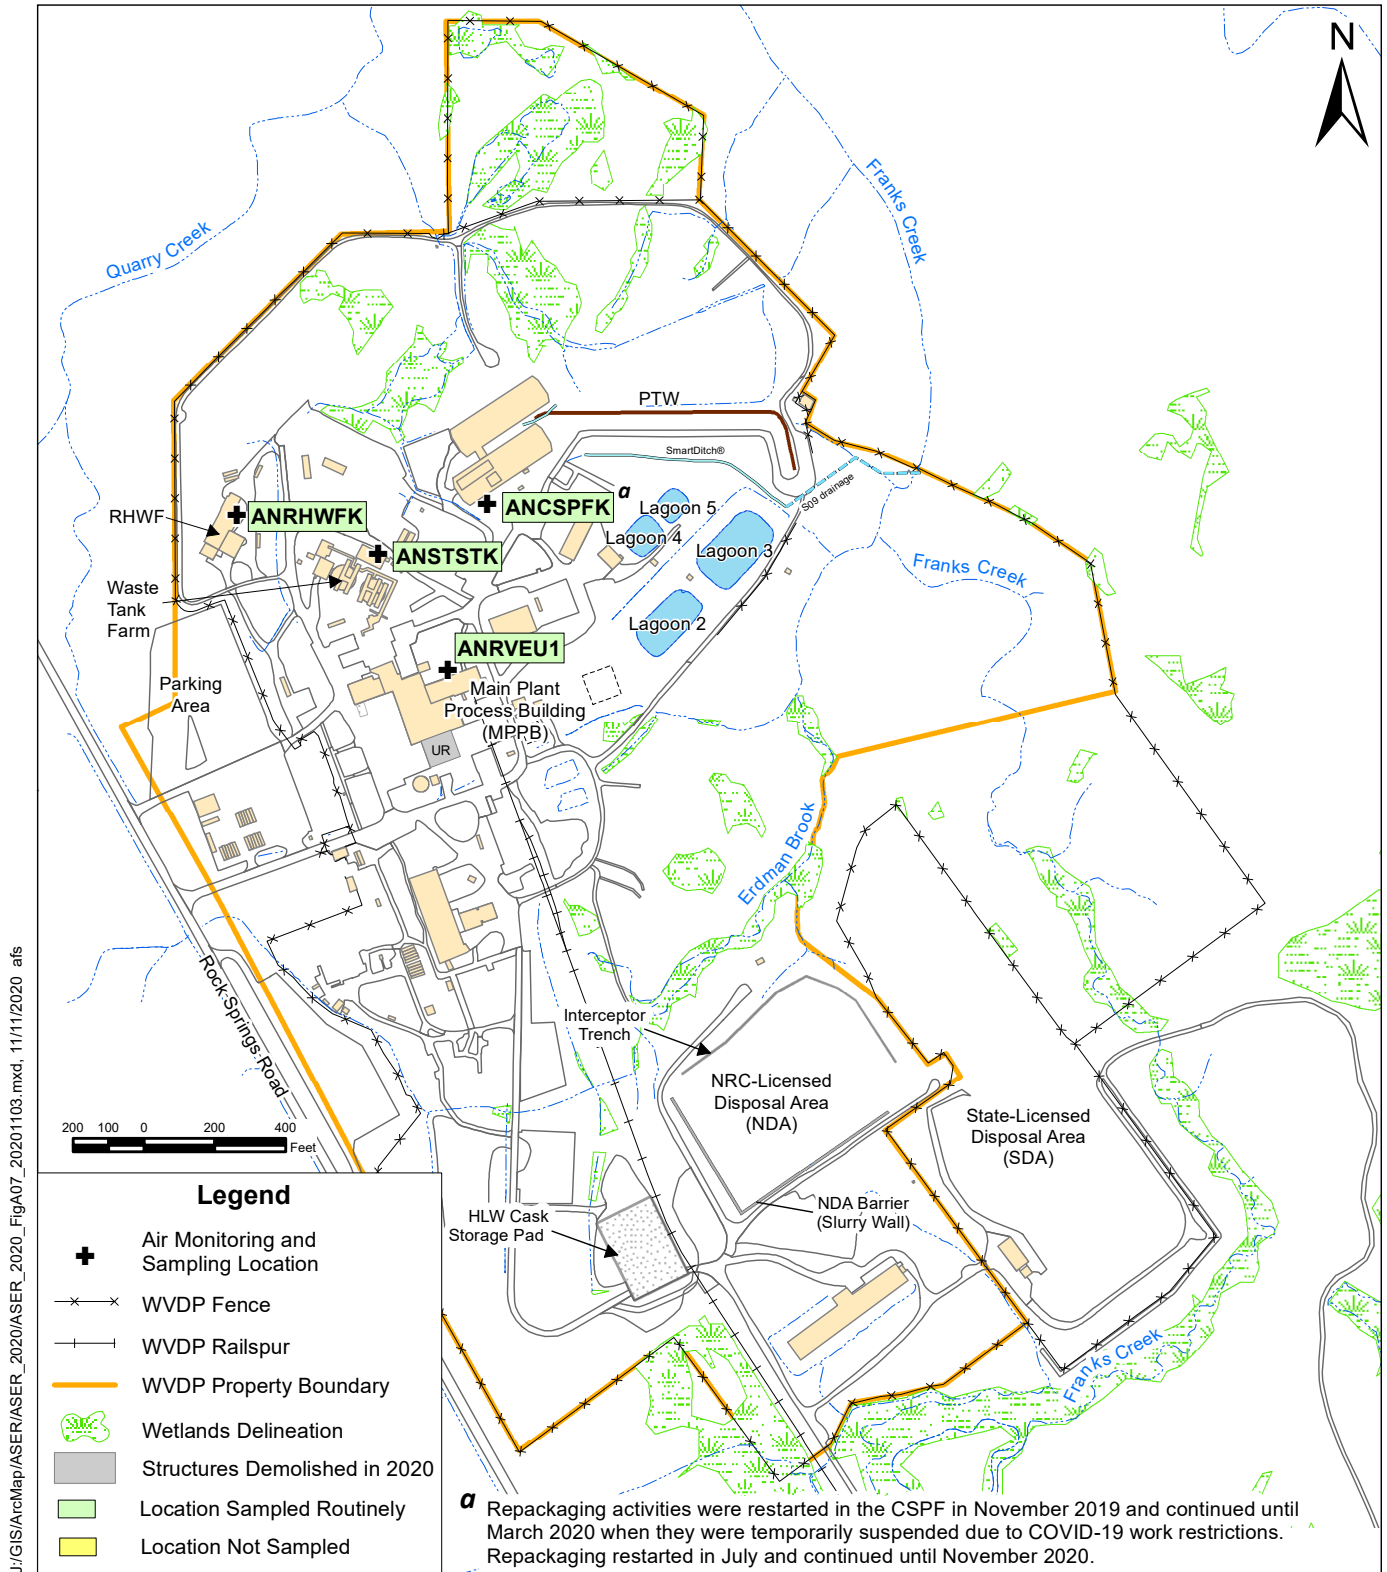 N
Quarry Creek
Franks Creek
PTW
SmartDitch®
S09 drainage
a
ANCSPFK
Lagoon 5
Lagoon 4
Lagoon 3
Lagoon 2
RHWF
ANRHWFK
ANSTSTK
Franks Creek
Waste
Tank
Farm
ANRVEU1
Parking
Area
Main Plant
Process Building
(MPPB)
UR
Erdman Brook
Rock Springs Road
Interceptor
Trench
NRC-Licensed
Disposal Area
(NDA)
State-Licensed
Disposal Area
(SDA)
200 100 0 200 400
Feet
HLW Cask
Storage Pad
NDA Barrier
(Slurry Wall)
Franks Creek
Legend
Air Monitoring and
Sampling Location
WVDP Fence
WVDP Railspur
WVDP Property Boundary
Wetlands Delineation
Structures Demolished in 2020
Location Sampled Routinely
Location Not Sampled
a Repackaging activities were restarted in the CSPF in November 2019 and continued until
March 2020 when they were temporarily suspended due to COVID-19 work restrictions.
Repackaging restarted in July and continued until November 2020.
J:/GIS/ArcMap/ASER/ASER_2020/ASER_2020_FigA07_20201103.mxd, 11/11/2020 afs